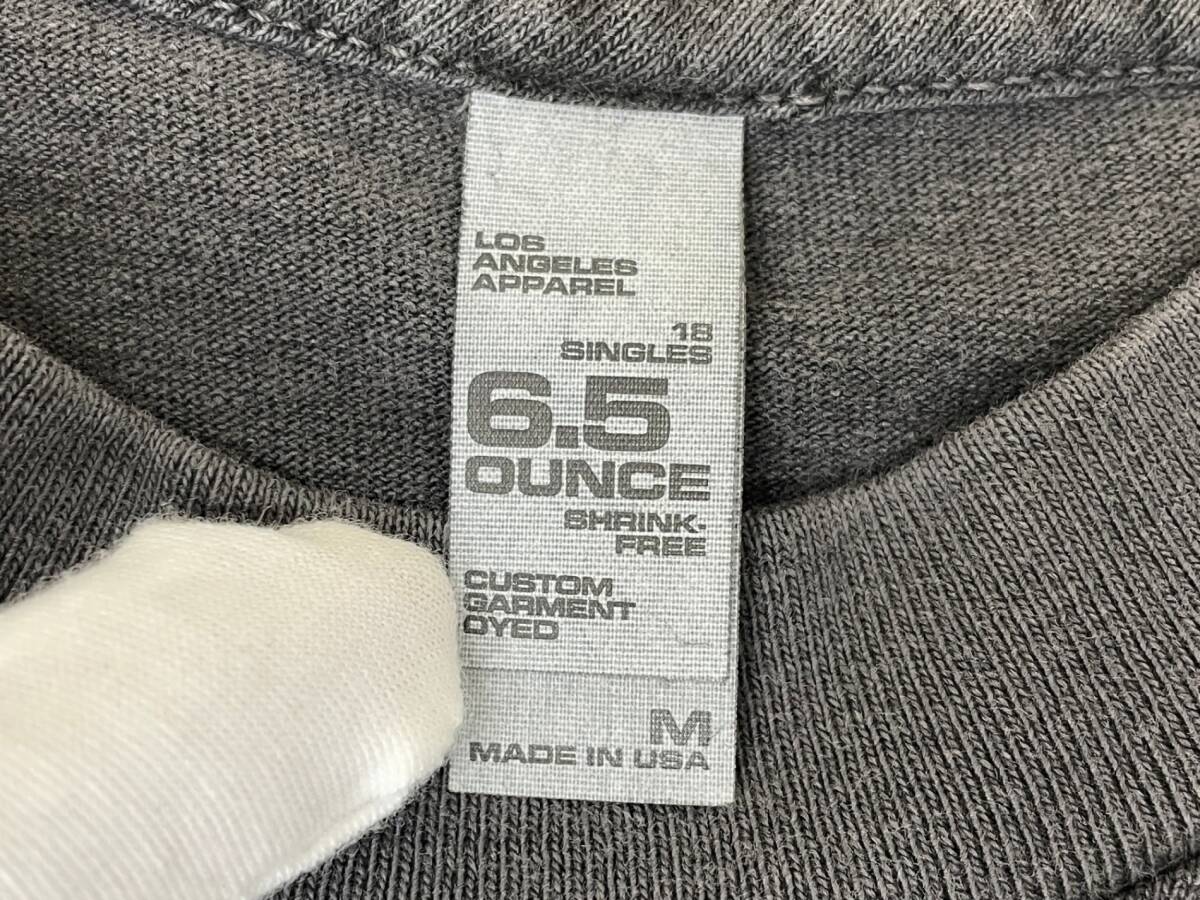 LOS
ANGELES
APPAREL
18
SINGLES
6.5
OUNCE
SHRINK-
FREE
CUSTOM
GARMENT
DYED
M
MADE IN USA